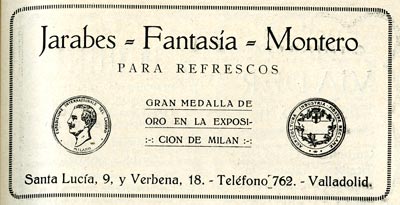 Jarabes - Fantasía - Montero
PARA REFRESCOS
GRAN MEDALLA DE
ORO EN LA EXPOSI-
:-: CION DE MILAN :-:
MILANO
Santa Lucía, 9, y Verbena, 18. - Teléfono 762. - Valladolid.